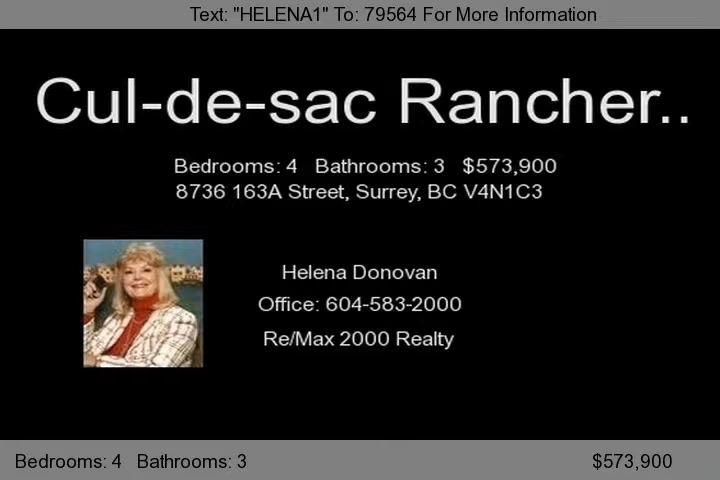 Text: "HELENA1" To: 79564 For More Information
Cul-de-sac Rancher..
Bedrooms: 4 Bathrooms: 3 $573,900
8736 163A Street, Surrey, BC V4N1C3
Helena Donovan
Office: 604-583-2000
Re/Max 2000 Realty
Bedrooms: 4 Bathrooms: 3 $573,900